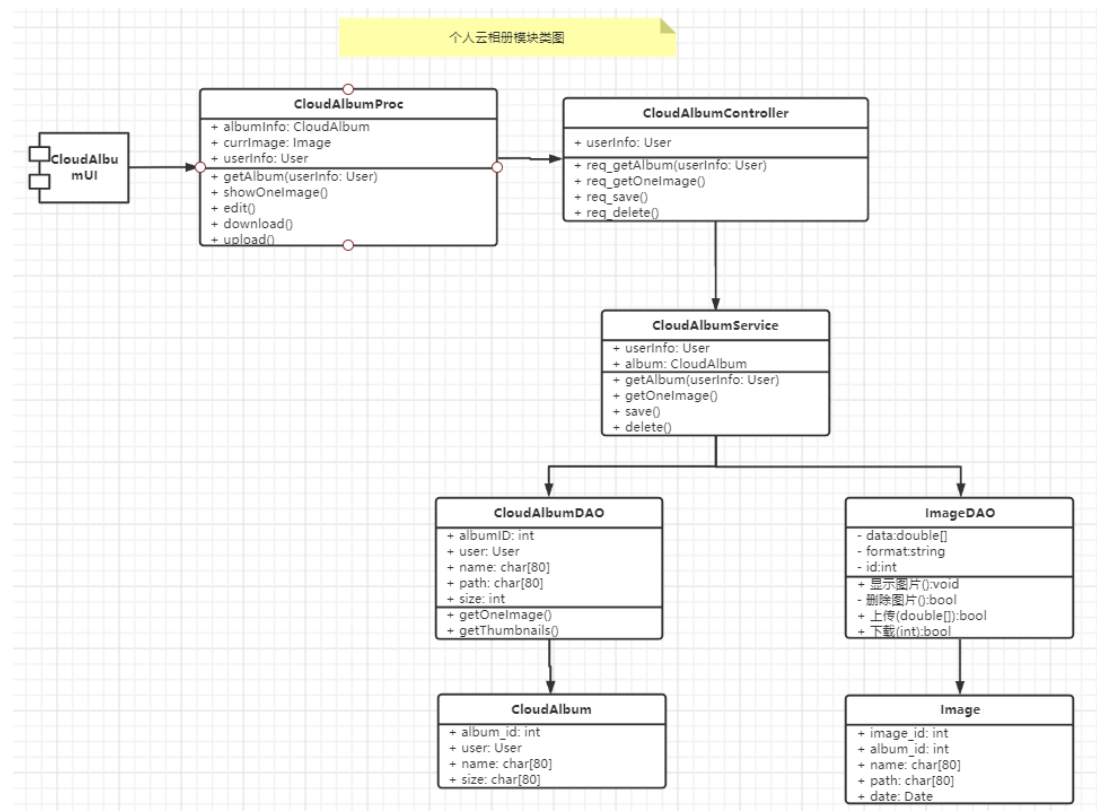 个人云相册模块类图
CloudAlbumProc
+ albumInfo: CloudAlbum
+ currImage: Image
+ userInfo: User
+ getAlbum(userInfo: User)
+ showOneImage()
+ edit()
+ download()
+ upload()
CloudAlbumController
+ userInfo: User
+ req_getAlbum(userInfo: User)
+ req_getOneImage()
+ req_save()
+ req_delete()
CloudAlbu
mUI
CloudAlbumService
+ userInfo: User
+ album: CloudAlbum
+ getAlbum(userInfo: User)
+ getOneImage()
+ save()
+ delete()
CloudAlbumDAO
+ albumID: int
+ user: User
+ name: char[80]
+ path: char[80]
+ size: int
+ getOneImage()
+ getThumbnails()
ImageDAO
- data:double[]
- format:string
- id:int
+ 显示图片():void
- 删除图片():bool
+ 上传(double[]):bool
+ 下载(int):bool
CloudAlbum
+ album_id: int
+ user: User
+ name: char[80]
+ size: char[80]
Image
+ image_id: int
+ album_id: int
+ name: char[80]
+ path: char[80]
+ date: Date